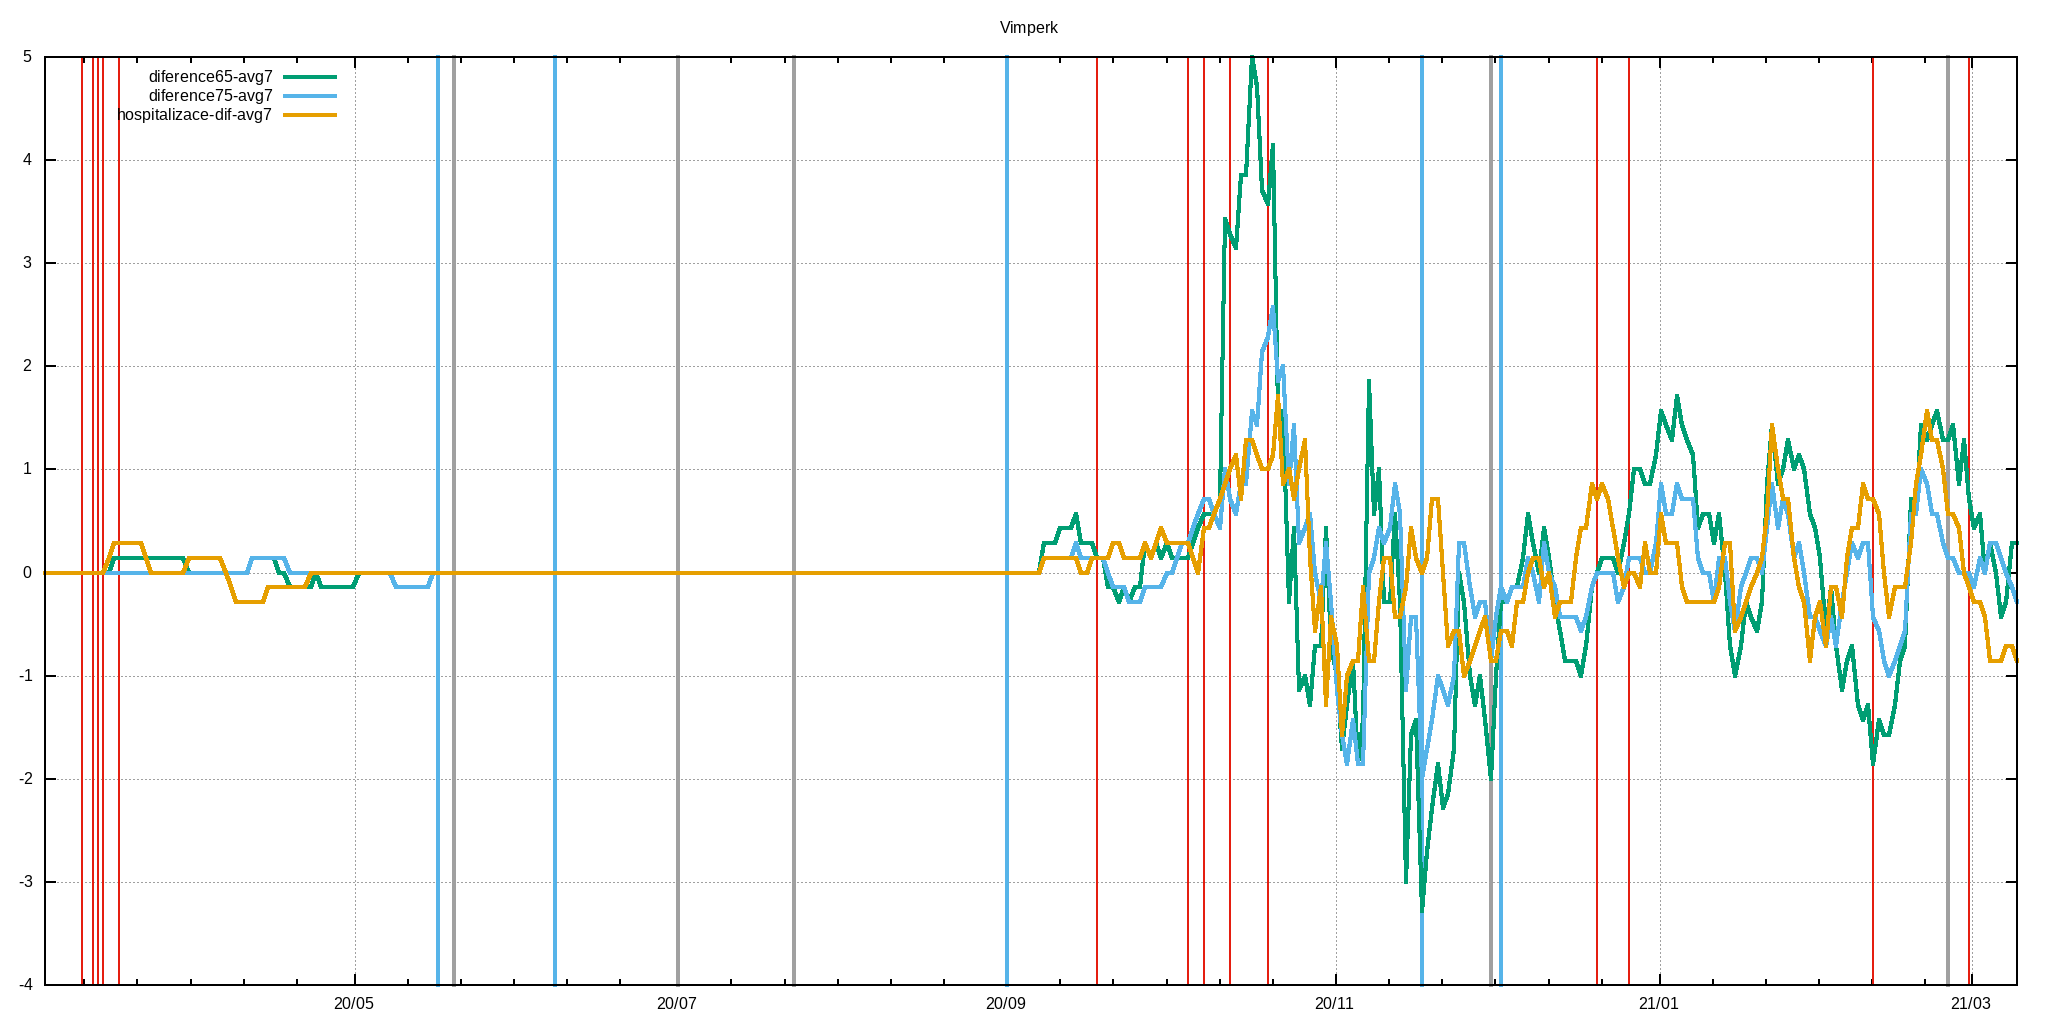 Vimperk
diference65-avg7
diference75-avg7
hospitalizace-dif-avg7
5
4
3
2
1
0
-1
-2
-3
-4
20/05 20/07 20/09 20/11 21/01 21/03